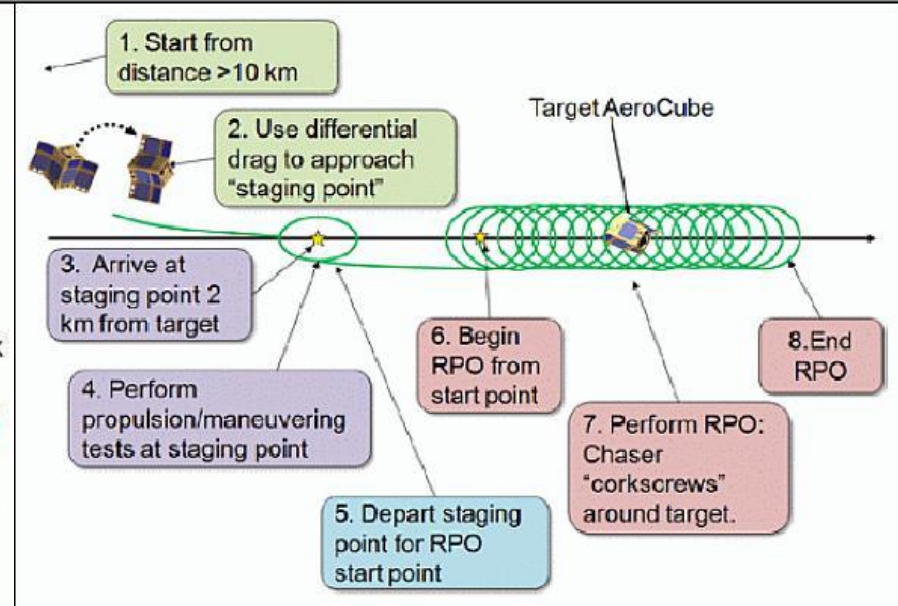 1. Start from
distance >10 km
2. Use differential
drag to approach
"staging point"
Target AeroCube
3. Arrive at
staging point 2
km from target
4. Perform
propulsion/maneuvering
tests at staging point
5. Depart staging
point for RPO
start point
6. Begin
RPO from
start point
7. Perform RPO:
Chaser
"corkscrews"
around target.
8.End
RPO